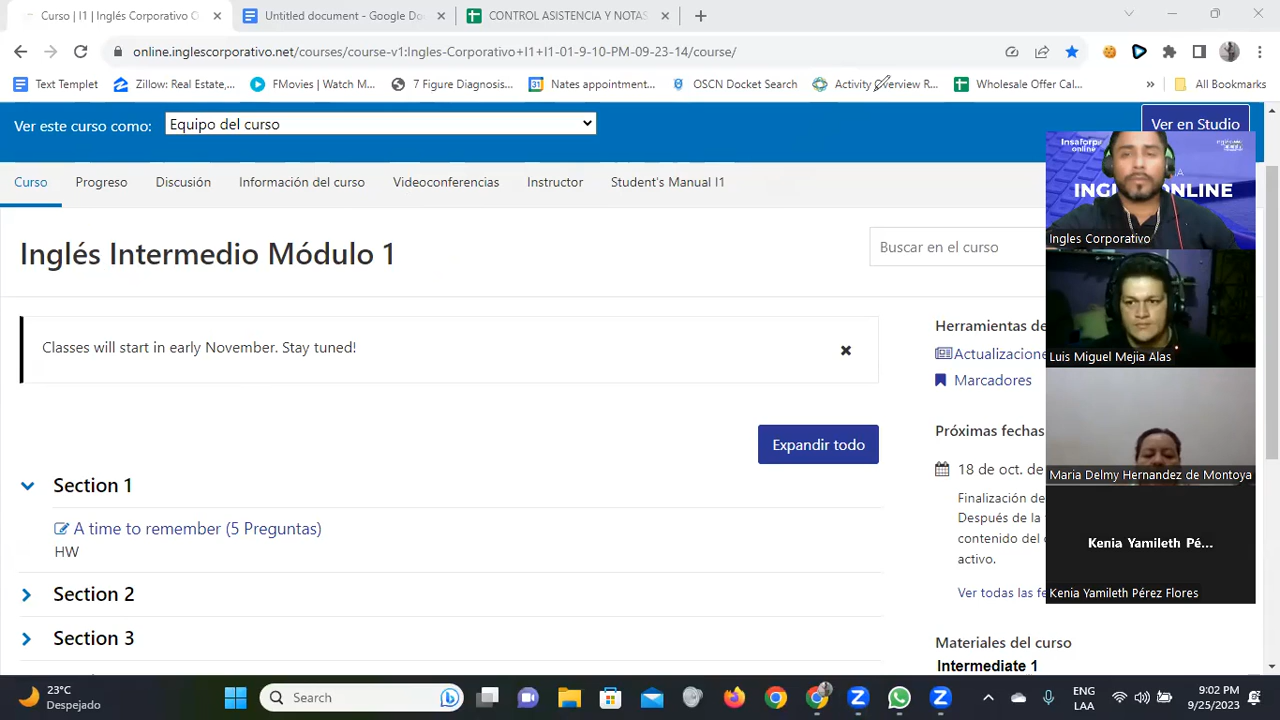 Curso | I1 | Inglés Corporativo O
Untitled document - Google Do
CONTROL ASISTENCIA Y NOTAS
online.inglescorporativo.net/courses/course-v1:Ingles-Corporativo+I1+I1-01-9-10-PM-09-23-14/course/
Text Templet
Zillow: Real Estate,...
FMovies | Watch M...
7 Figure Diagnosis...
Nates appointment...
OSCN Docket Search
Activity Overview R...
Wholesale Offer Cal...
»
All Bookmarks
Ver este curso como:
Equipo del curso
Ver en Studio
Curso
Progreso
Discusión
Información del curso
Videoconferencias
Instructor
Student's Manual I1
Inglés Intermedio Módulo 1
Buscar en el curso
Classes will start in early November. Stay tuned!
Expandir todo
Section 1
A time to remember (5 Preguntas)
HW
Section 2
Section 3
Herramientas de
Actualizacione
Marcadores
Próximas fechas
18 de oct. de
Finalización de
Después de la
contenido del c
activo.
Ver todas las fe
Materiales del curso
Intermediate 1
Insaforp
online
INGL
ONLINE
Ingles Corporativo
Luis Miguel Mejia Alas
Maria Delmy Hernandez de Montoya
Kenia Yamileth Pé...
Kenia Yamileth Pérez Flores
23°C
Despejado
Search
ENG
LAA
9:02 PM
9/25/2023